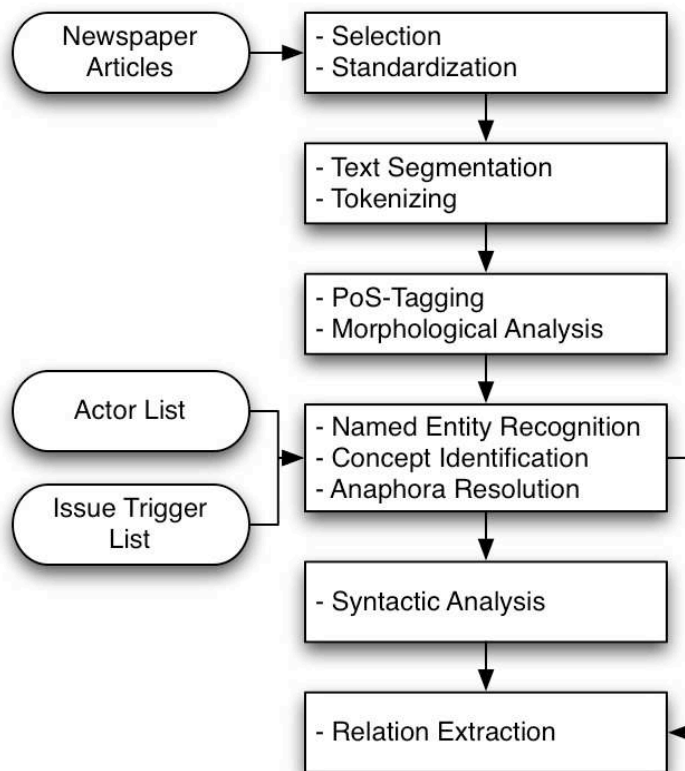 Newspaper
Articles
- Selection
- Standardization
- Text Segmentation
- Tokenizing
- PoS-Tagging
- Morphological Analysis
Actor List
Issue Trigger
List
- Named Entity Recognition
- Concept Identification
- Anaphora Resolution
- Syntactic Analysis
- Relation Extraction